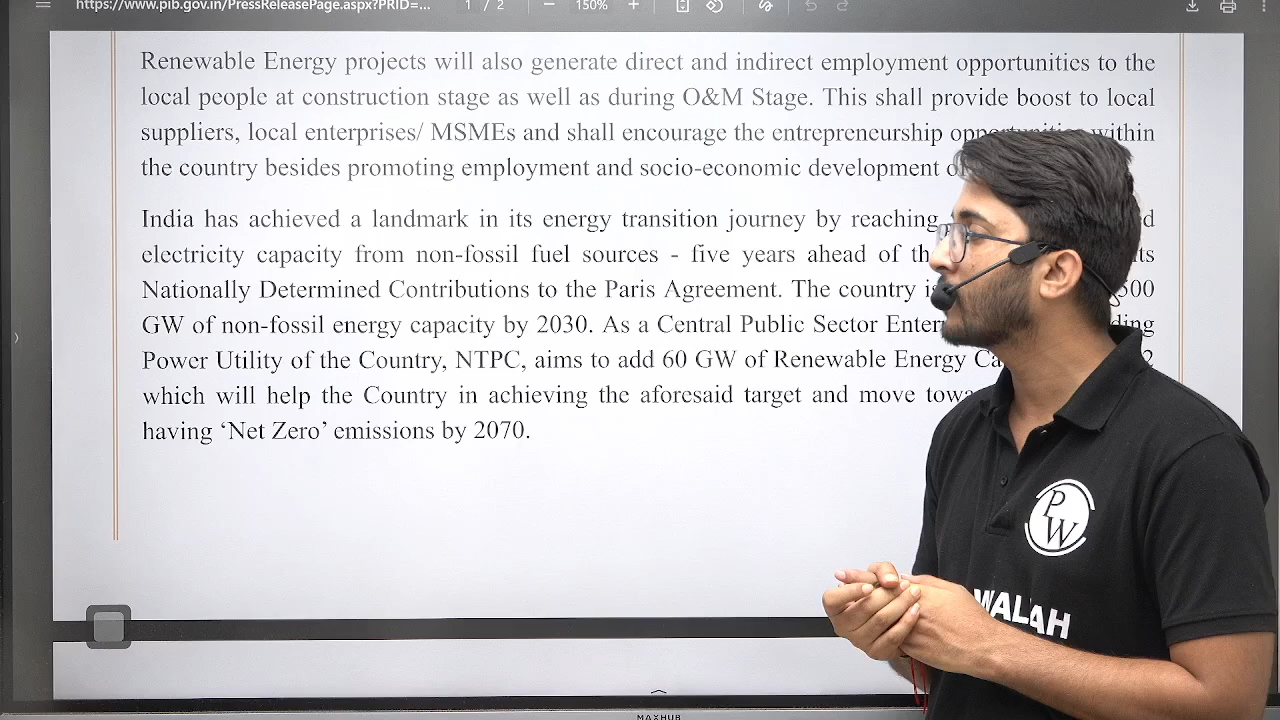 https://www.pib.gov.in/PressReleasePage.aspx?PRID=...
1 / 2
150%
Renewable Energy projects will also generate direct and indirect employment opportunities to the
local people at construction stage as well as during O&M Stage. This shall provide boost to local
suppliers, local enterprises/ MSMEs and shall encourage the entrepreneurship opportunities within
the country besides promoting employment and socio-economic development
India has achieved a landmark in its energy transition journey by reaching
electricity capacity from non-fossil fuel sources - five years ahead of
Nationally Determined Contributions to the Paris Agreement. The country
GW of non-fossil energy capacity by 2030. As a Central Public Sector
Power Utility of the Country, NTPC, aims to add 60 GW of Renewable Energy
which will help the Country in achieving the aforesaid target and move
having ‘Net Zero’ emissions by 2070.
PW
WALAH
MAXHUB